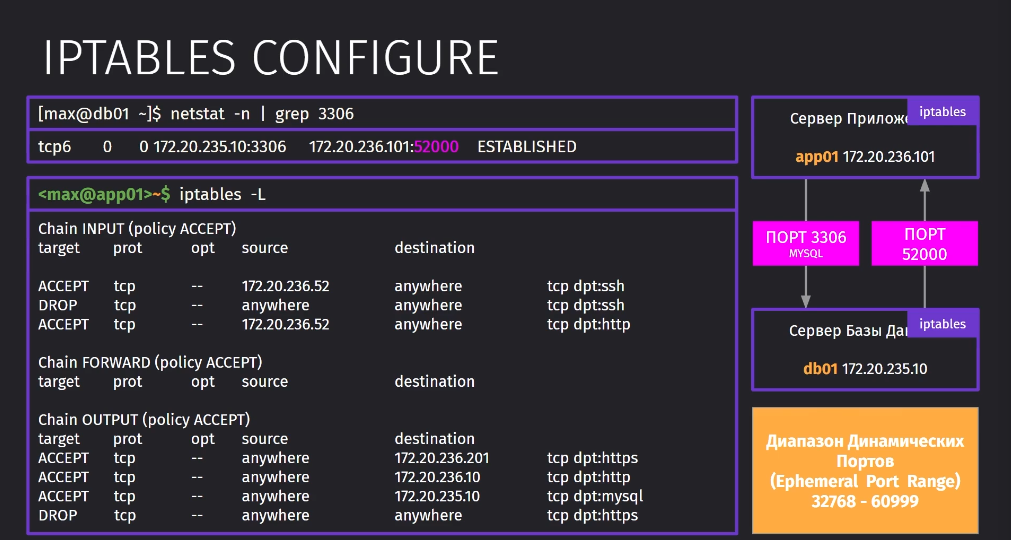 IPTABLES CONFIGURE
[max@db01 ~]$ netstat -n | grep 3306
tcp6 0 0 172.20.235.10:3306 172.20.236.101:52000 ESTABLISHED
<max@app01>~$ iptables -L
Chain INPUT (policy ACCEPT)
target prot opt source destination
ACCEPT tcp -- 172.20.236.52 anywhere tcp dpt:ssh
DROP tcp -- anywhere anywhere tcp dpt:ssh
ACCEPT tcp -- 172.20.236.52 anywhere tcp dpt:http
Chain FORWARD (policy ACCEPT)
target prot opt source destination
Chain OUTPUT (policy ACCEPT)
target prot opt source destination
ACCEPT tcp -- anywhere 172.20.236.201 tcp dpt:https
ACCEPT tcp -- anywhere 172.20.236.10 tcp dpt:http
ACCEPT tcp -- anywhere 172.20.235.10 tcp dpt:mysql
DROP tcp -- anywhere anywhere tcp dpt:https
iptables
Сервер Приложе
app01 172.20.236.101
ПОРТ 3306
MYSQL
ПОРТ
52000
iptables
Сервер Базы Дан
db01 172.20.235.10
Диапазон Динамических
Портов
(Ephemeral Port Range)
32768 – 60999